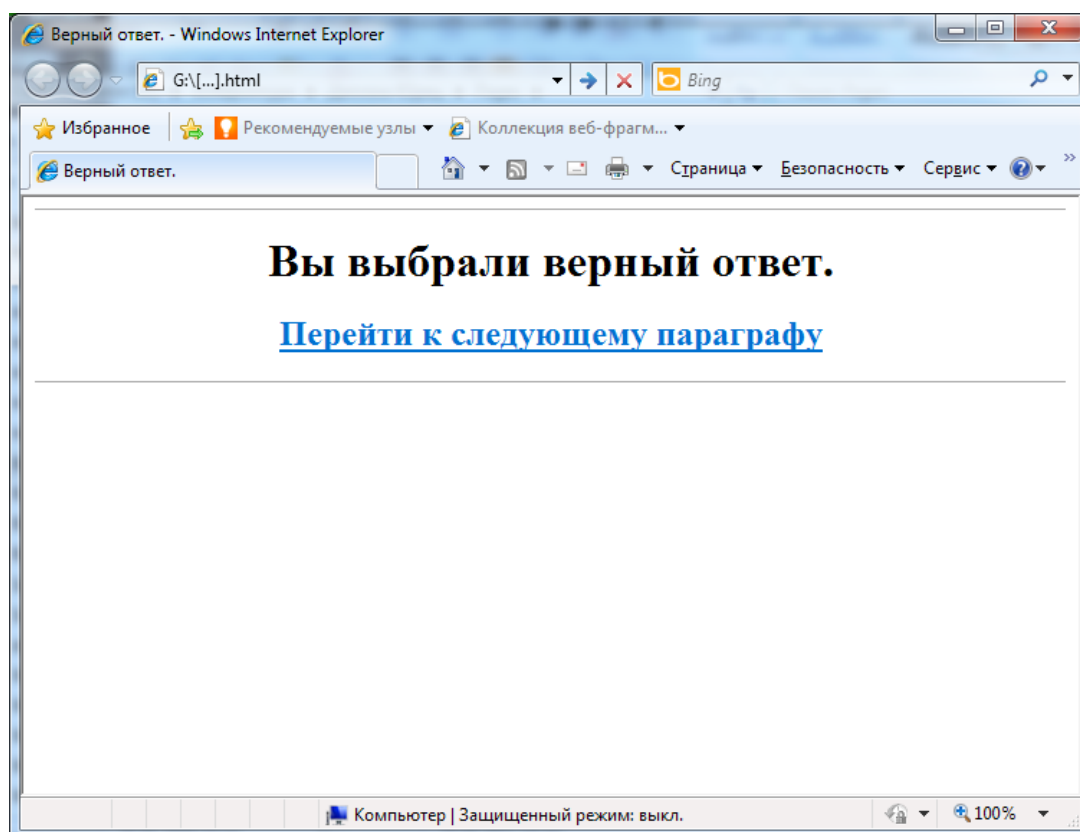 Верный ответ. - Windows Internet Explorer
G:\[...].html
Bing
Избранное Рекомендуемые узлы Коллекция веб-фрагм...
Верный ответ. Страница Безопасность Сервис »
Вы выбрали верный ответ.
Перейти к следующему параграфу
Компьютер | Защищенный режим: выкл. 100%